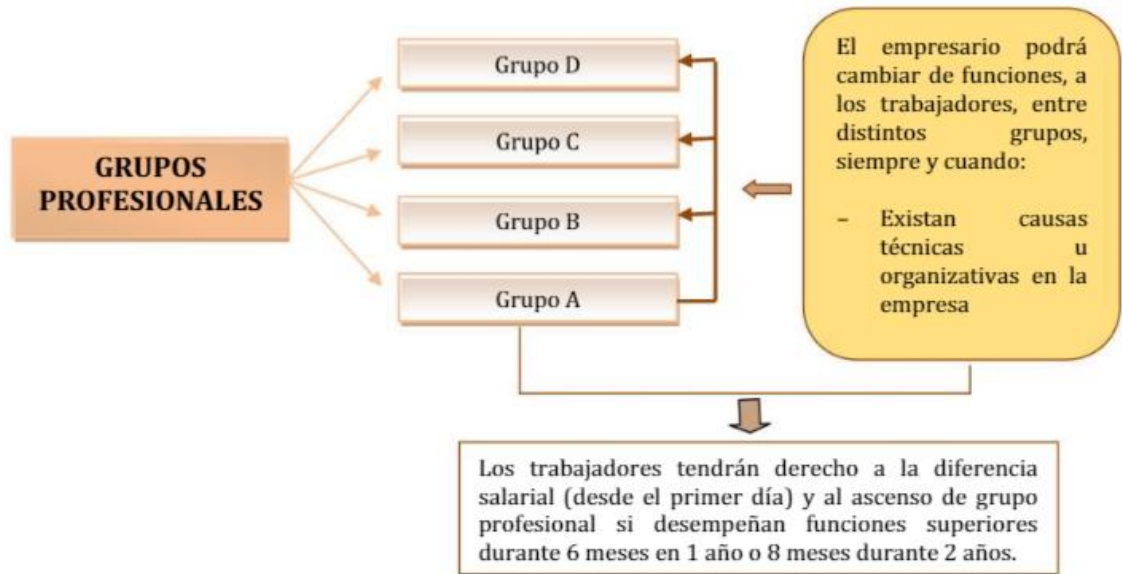 GRUPOS
PROFESIONALES
Grupo D
Grupo C
Grupo B
Grupo A
El empresario podrá
cambiar de funciones, a
los trabajadores, entre
distintos grupos,
siempre y cuando:
– Existan causas
técnicas u
organizativas en la
empresa
Los trabajadores tendrán derecho a la diferencia
salarial (desde el primer día) y al ascenso de grupo
profesional si desempeñan funciones superiores
durante 6 meses en 1 año o 8 meses durante 2 años.